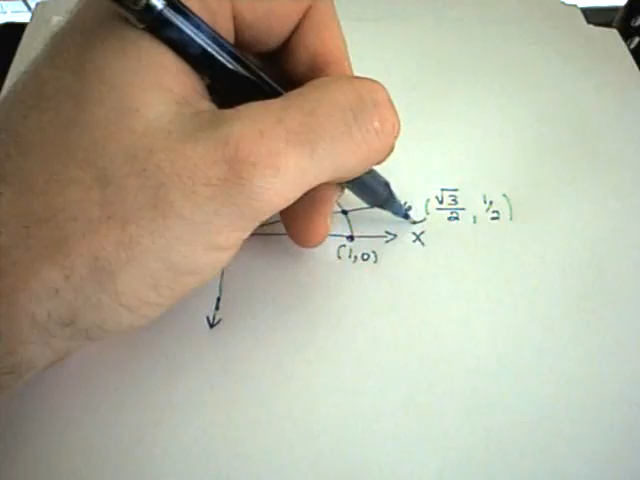 (√3/2, 1/2)
x
(1,0)